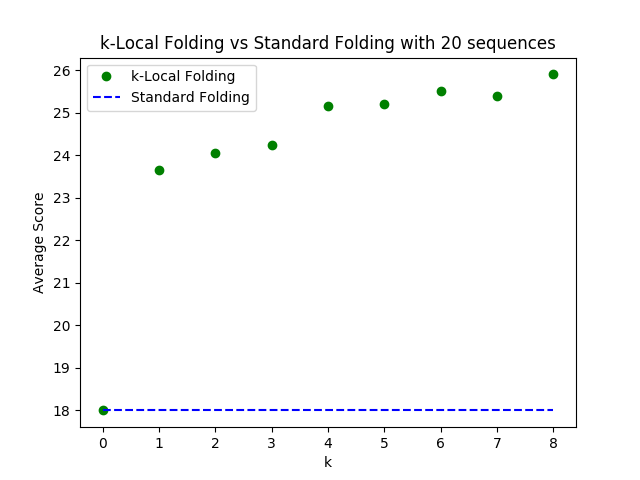 k-Local Folding vs Standard Folding with 20 sequences
k-Local Folding
Standard Folding
Average Score
26
25
24
23
22
21
20
19
18
0 1 2 3 4 5 6 7 8
k